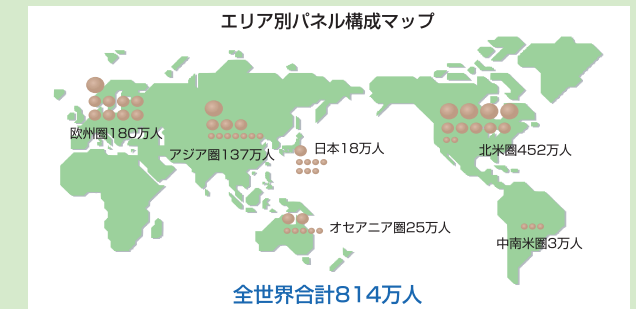 エリア別パネル構成マップ
欧州圏180万人
アジア圏137万人
日本18万人
北米圏452万人
オセアニア圏25万人
中南米圏3万人
全世界合計814万人